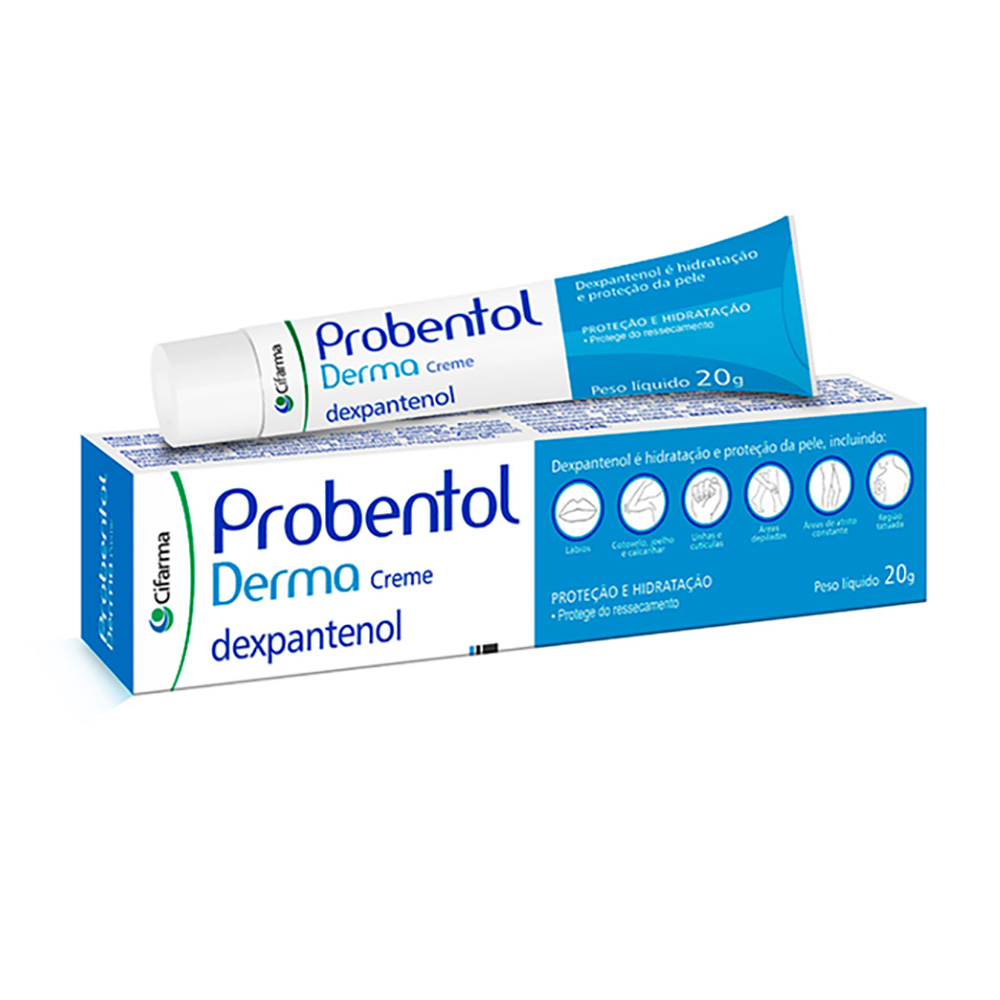 Cifarma
Probentol
Derma Creme
dexpantenol
Dexpantenol é hidratação
e proteção da pele
PROTEÇÃO E HIDRATAÇÃO
• Protege do ressecamento
Peso líquido 20g
Probentol
Derma
Cifarma
Probentol
Derma Creme
dexpantenol
Dexpantenol é hidratação e proteção da pele, incluindo:
Lábios
Cotovelo, joelho
e calcanhar
Unhas e
cutículas
Áreas
depiladas
Áreas de atrito
constante
Região
tatuada
PROTEÇÃO E HIDRATAÇÃO
• Protege do ressecamento
Peso líquido 20g